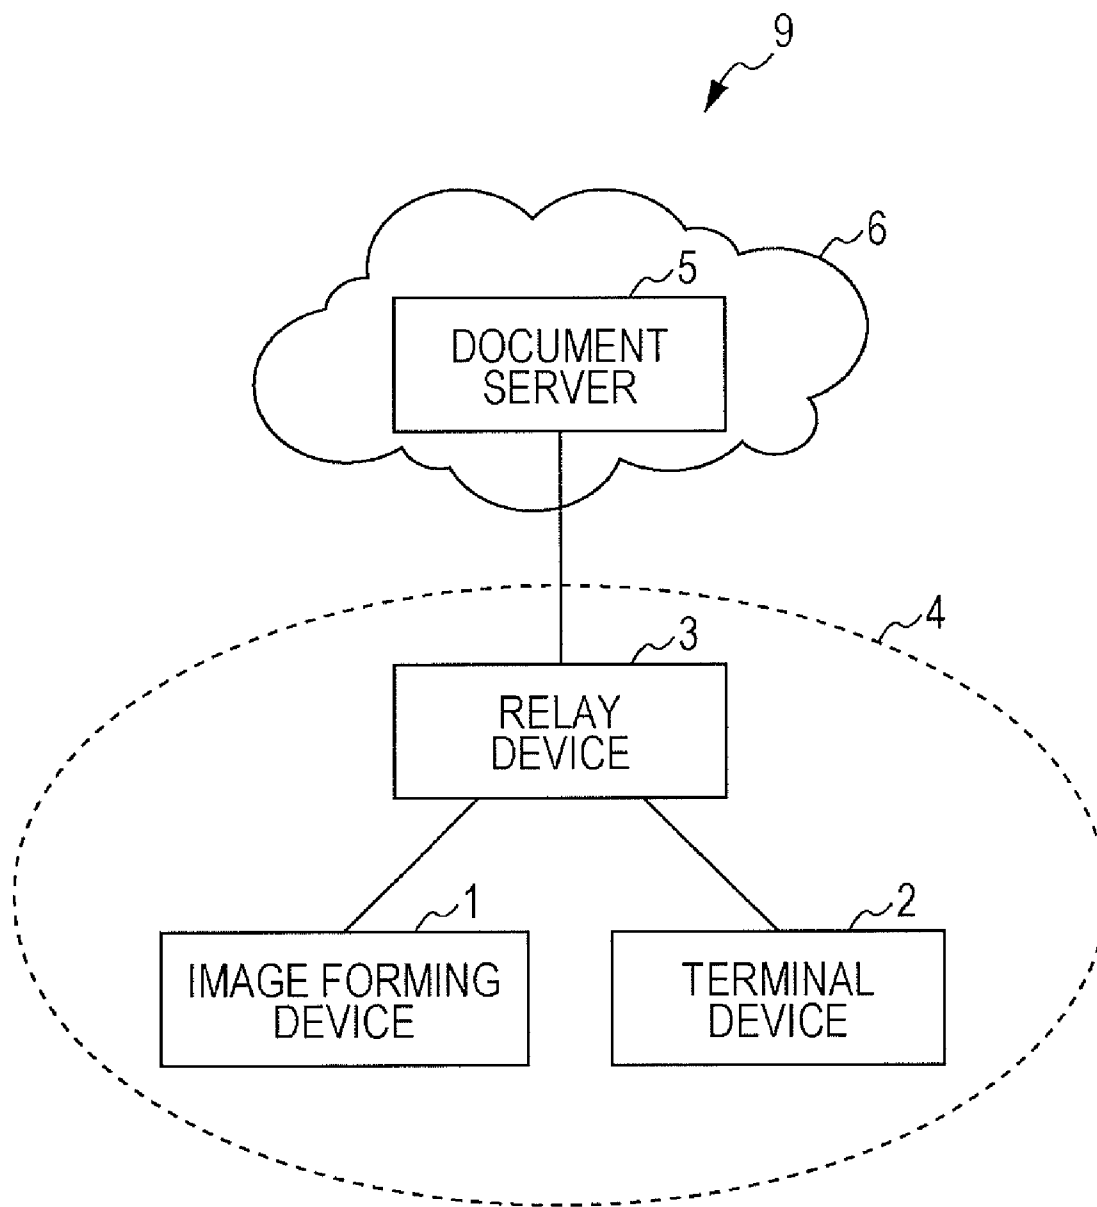 9
6
5
DOCUMENT
SERVER
4
3
RELAY
DEVICE
1
2
IMAGE FORMING
DEVICE
TERMINAL
DEVICE